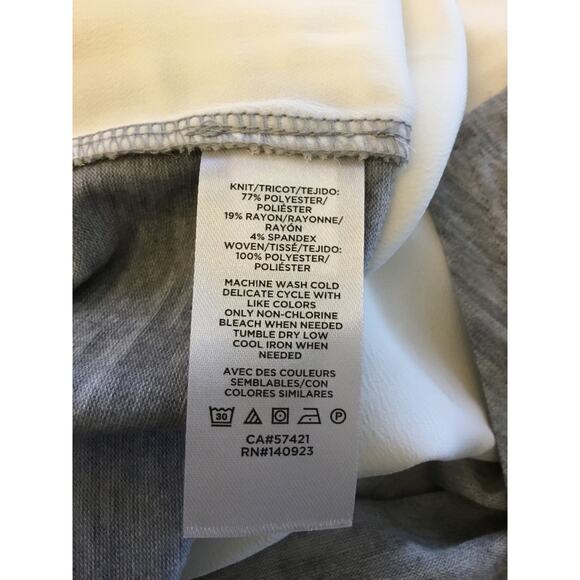 KNIT/TRICOT/TEJIDO:
77% POLYESTER/
POLIÉSTER
19% RAYON/RAYONNE/
RAYÓN
4% SPANDEX
WOVEN/TISSÉ/TEJIDO:
100% POLYESTER/
POLIÉSTER
MACHINE WASH COLD
DELICATE CYCLE WITH
LIKE COLORS
ONLY NON-CHLORINE
BLEACH WHEN NEEDED
TUMBLE DRY LOW
COOL IRON WHEN
NEEDED
AVEC DES COULEURS
SEMBLABLES/CON
COLORES SIMILARES
30 P
CA#57421
RN#140923